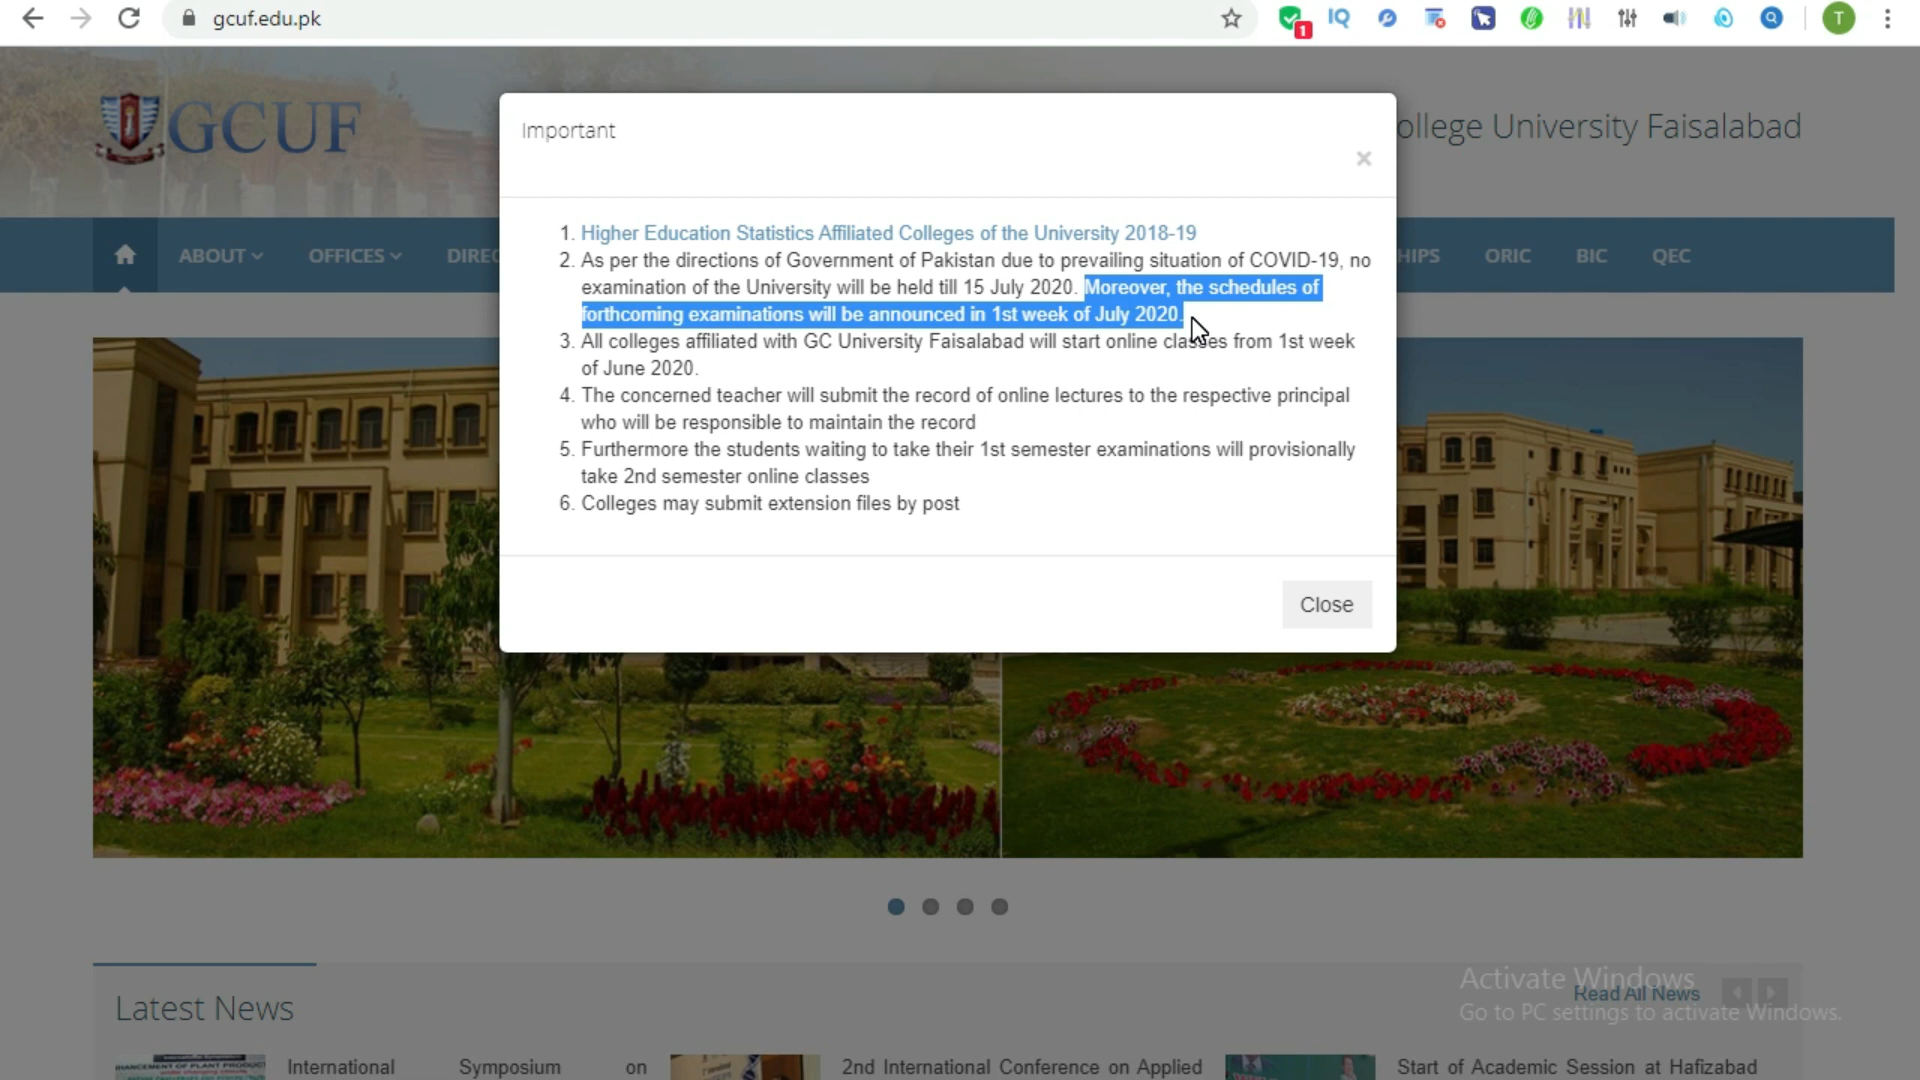 gcuf.edu.pk
1
T
GCUF
ollege University Faisalabad
Important
×
ABOUT
OFFICES
DIREC
HIPS
ORIC
BIC
QEC
1. Higher Education Statistics Affiliated Colleges of the University 2018-19
2. As per the directions of Government of Pakistan due to prevailing situation of COVID-19, no
examination of the University will be held till 15 July 2020. Moreover, the schedules of
forthcoming examinations will be announced in 1st week of July 2020.
3. All colleges affiliated with GC University Faisalabad will start online classes from 1st week
of June 2020.
4. The concerned teacher will submit the record of online lectures to the respective principal
who will be responsible to maintain the record
5. Furthermore the students waiting to take their 1st semester examinations will provisionally
take 2nd semester online classes
6. Colleges may submit extension files by post
Close
Latest News
Read All News
Activate Windows
Go to PC settings to activate Windows.
International Symposium on
2nd International Conference on Applied
Start of Academic Session at Hafizabad